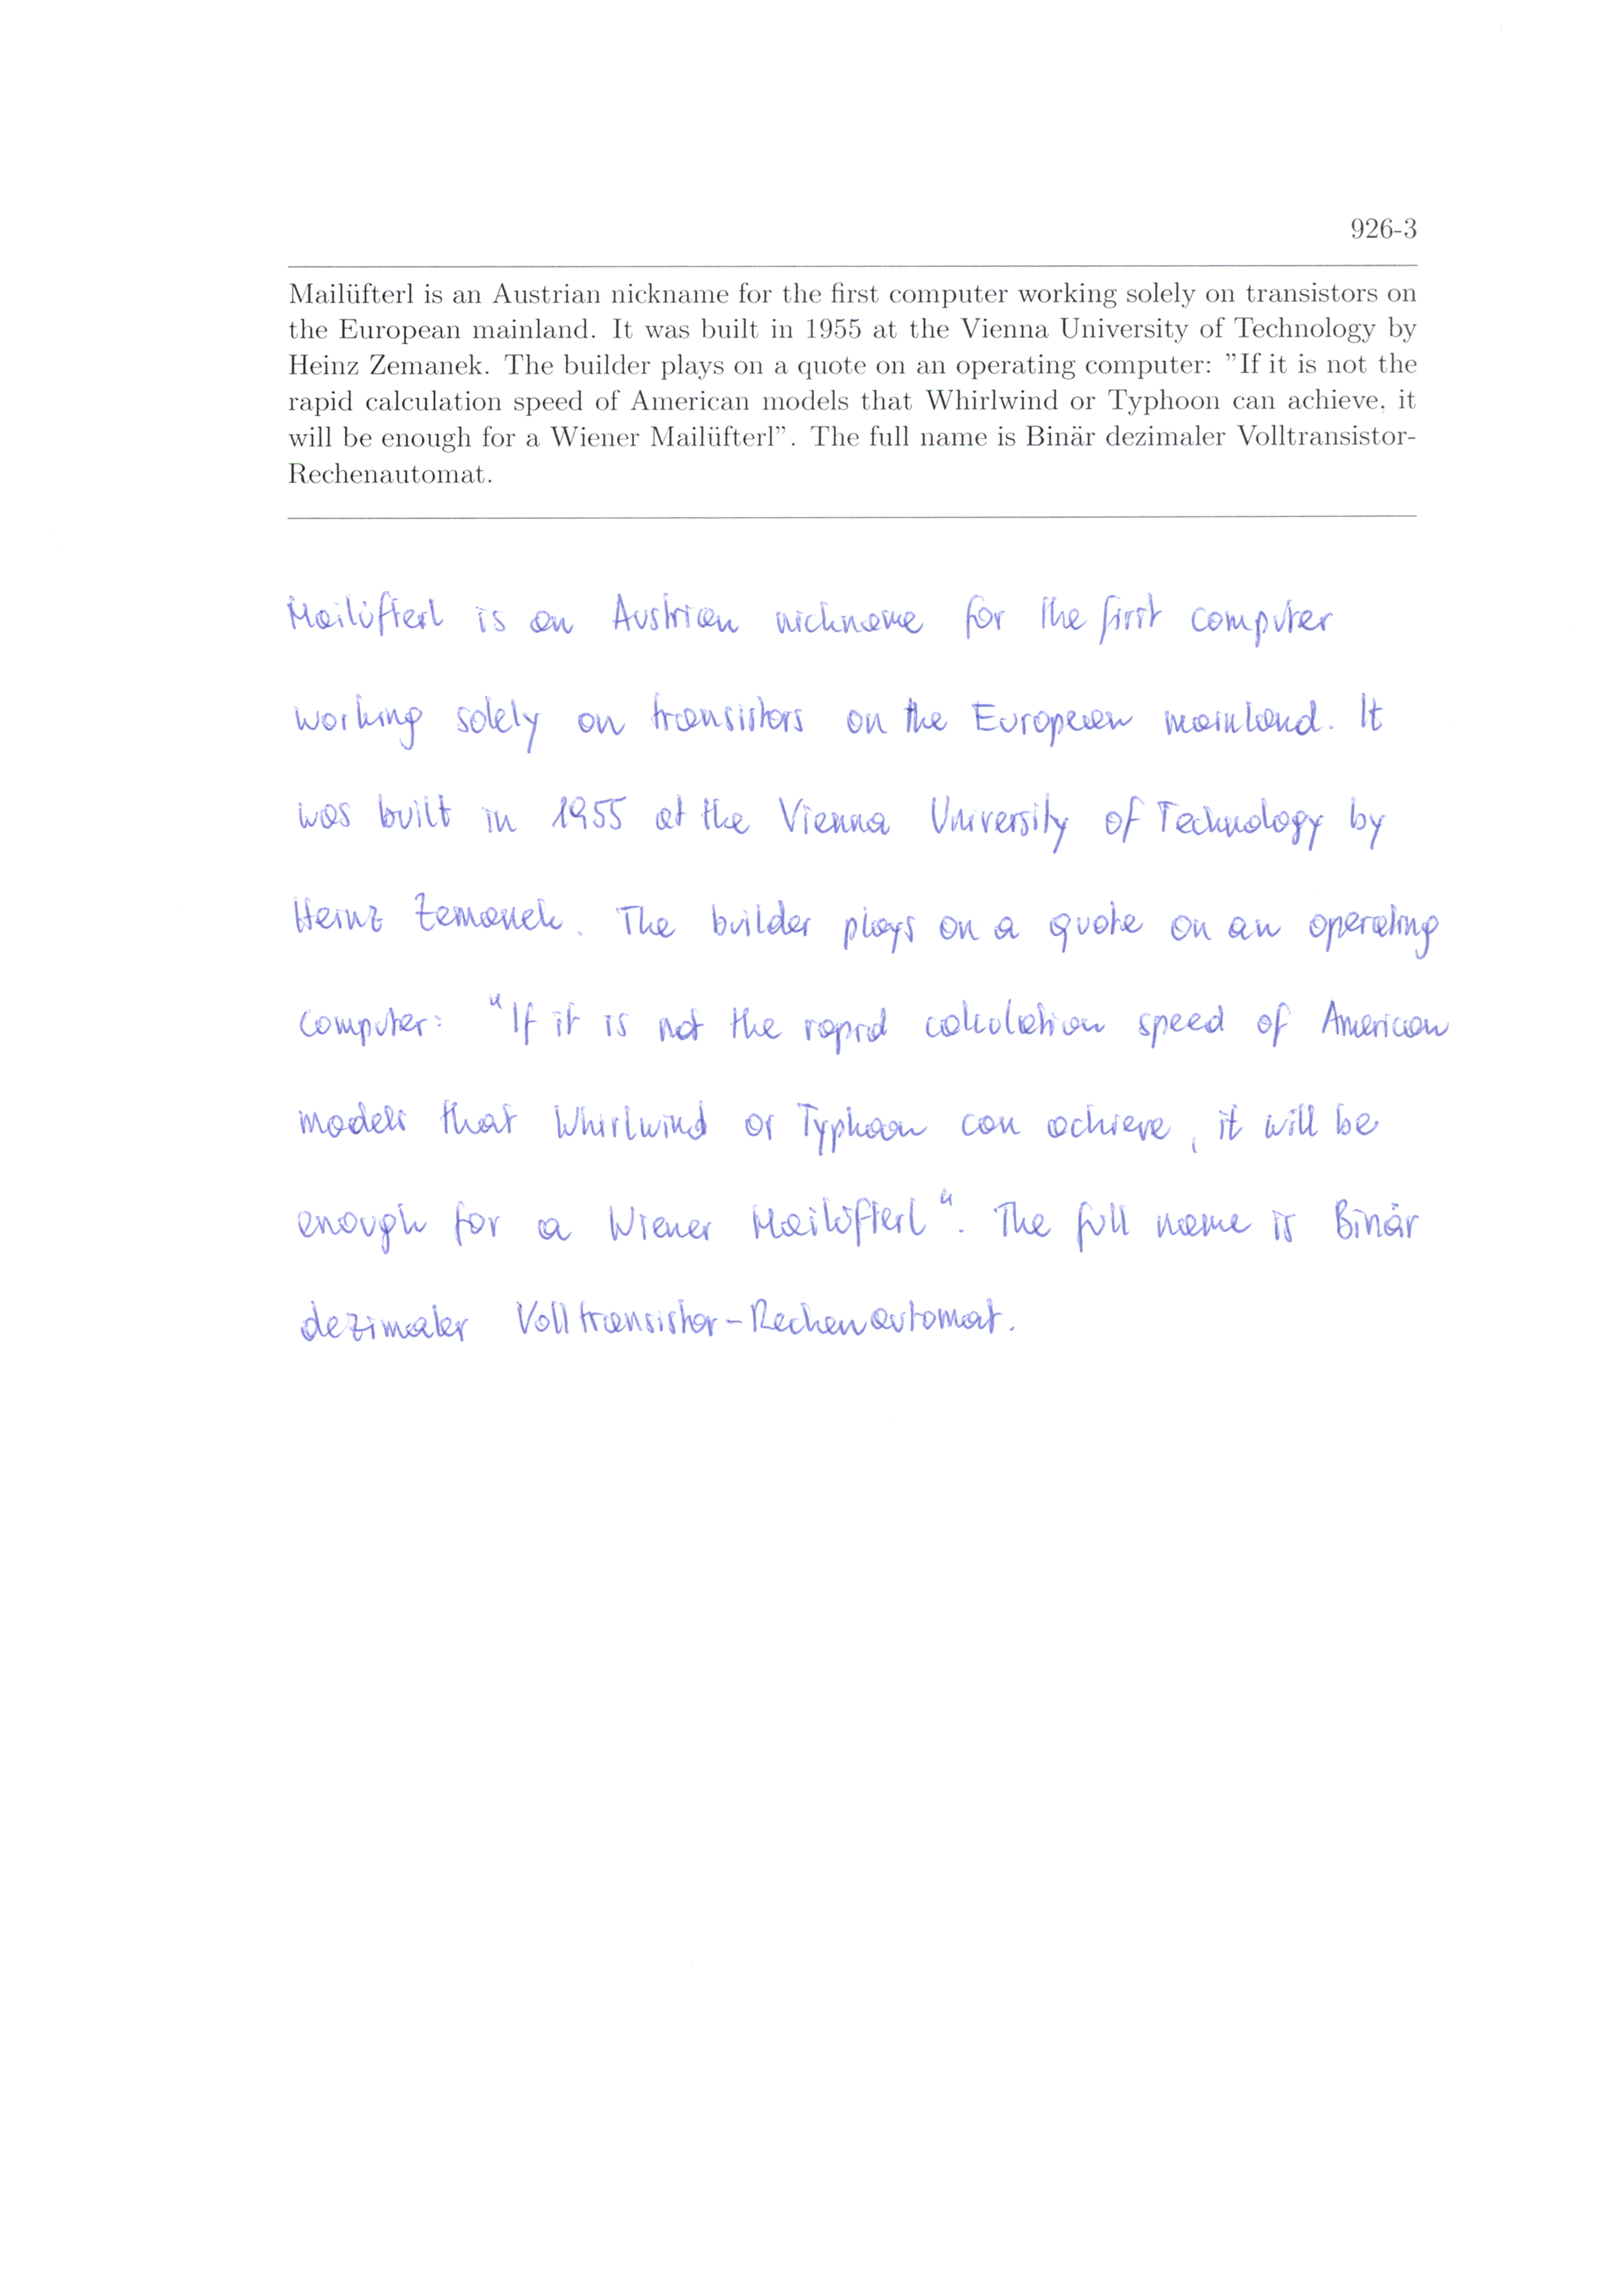 926-3
Mailüfterl is an Austrian nickname for the first computer working solely on transistors on
the European mainland. It was built in 1955 at the Vienna University of Technology by
Heinz Zemanek. The builder plays on a quote on an operating computer: ”If it is not the
rapid calculation speed of American models that Whirlwind or Typhoon can achieve, it
will be enough for a Wiener Mailüfterl”. The full name is Binär dezimaler Volltransistor-
Rechenautomat.
Mailüfterl is an Austrian nickname for the first computer
working solely on transistors on the European mainland. It
was built in 1955 at the Vienna University of Technology by
Heinz Zemanek. The builder plays on a quote on an operating
computer: "If it is not the rapid calculation speed of American
models that Whirlwind or Typhoon can achieve, it will be
enough for a Wiener Mailüfterl". The full name is Binär
dezimaler Volltransistor-Rechenautomat.